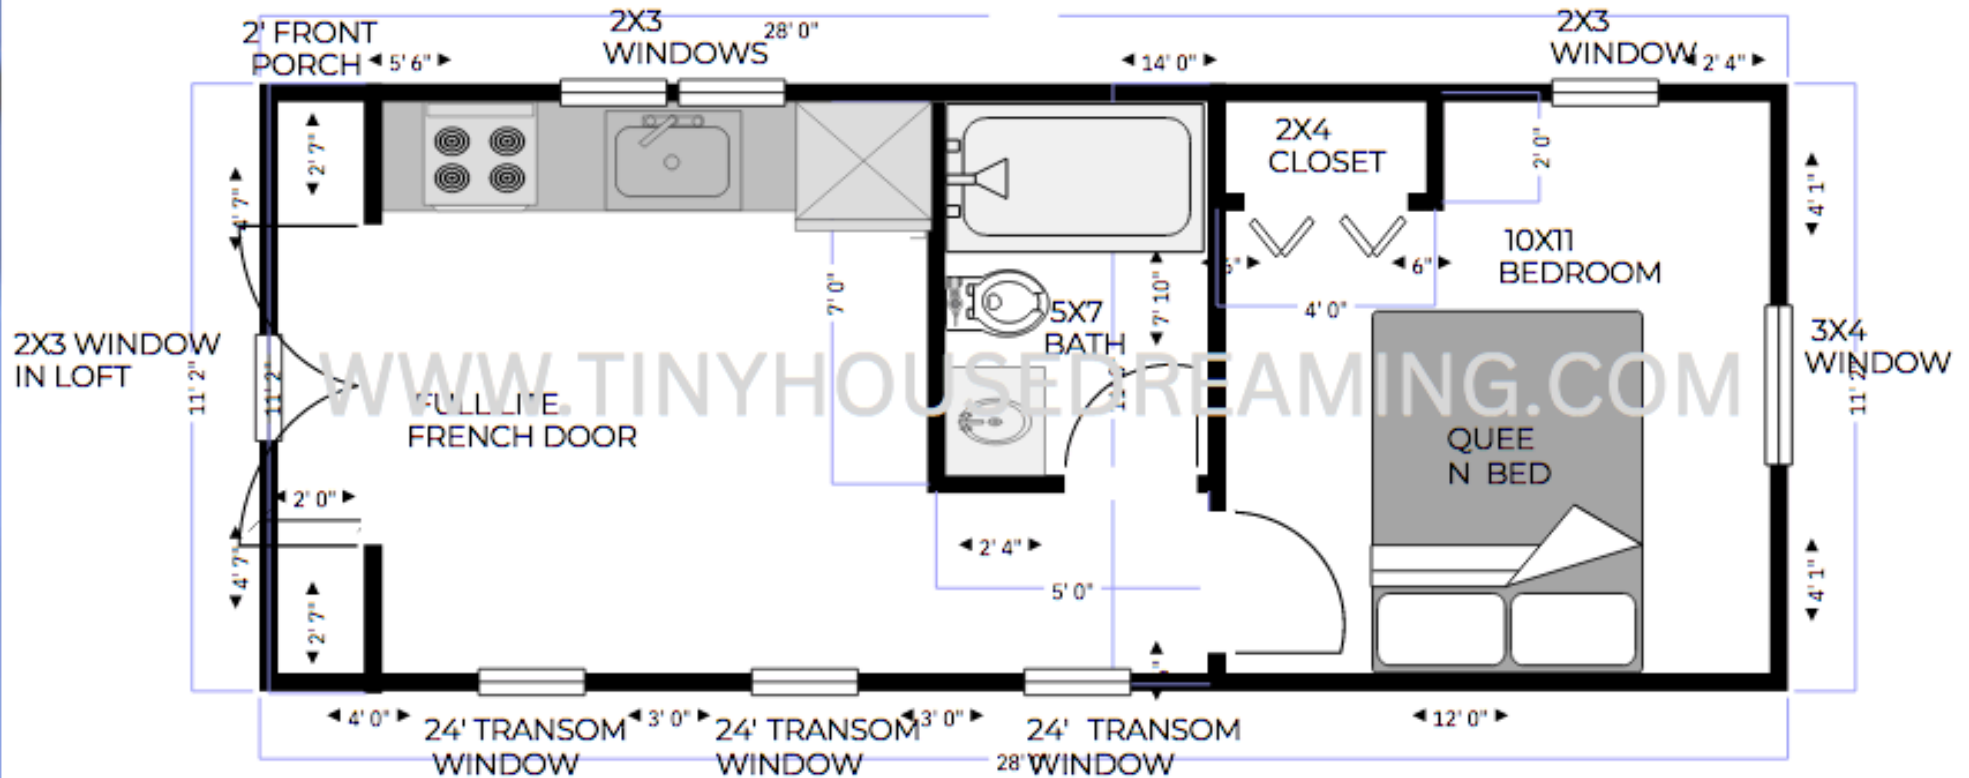 2' FRONT
PORCH
5' 6"
2X3
WINDOWS
28' 0"
14' 0"
2X3
WINDOW
2' 4"
2' 7"
4' 7"
2X4
CLOSET
2' 0"
4' 1"
10X11
BEDROOM
6"
4' 0"
7' 0"
7' 10"
5X7
BATH
2X3 WINDOW
IN LOFT
11' 2"
11' 2"
WWW.TINYHOUSEDREAMING.COM
FULL LITE
FRENCH DOOR
3X4
WINDOW
11' 2"
QUEE
N BED
2' 0"
4' 7"
2' 7"
2' 4"
5' 0"
4' 1"
4' 0"
24' TRANSOM
WINDOW
3' 0"
24' TRANSOM
WINDOW
3' 0"
24' TRANSOM
WINDOW
12' 0"